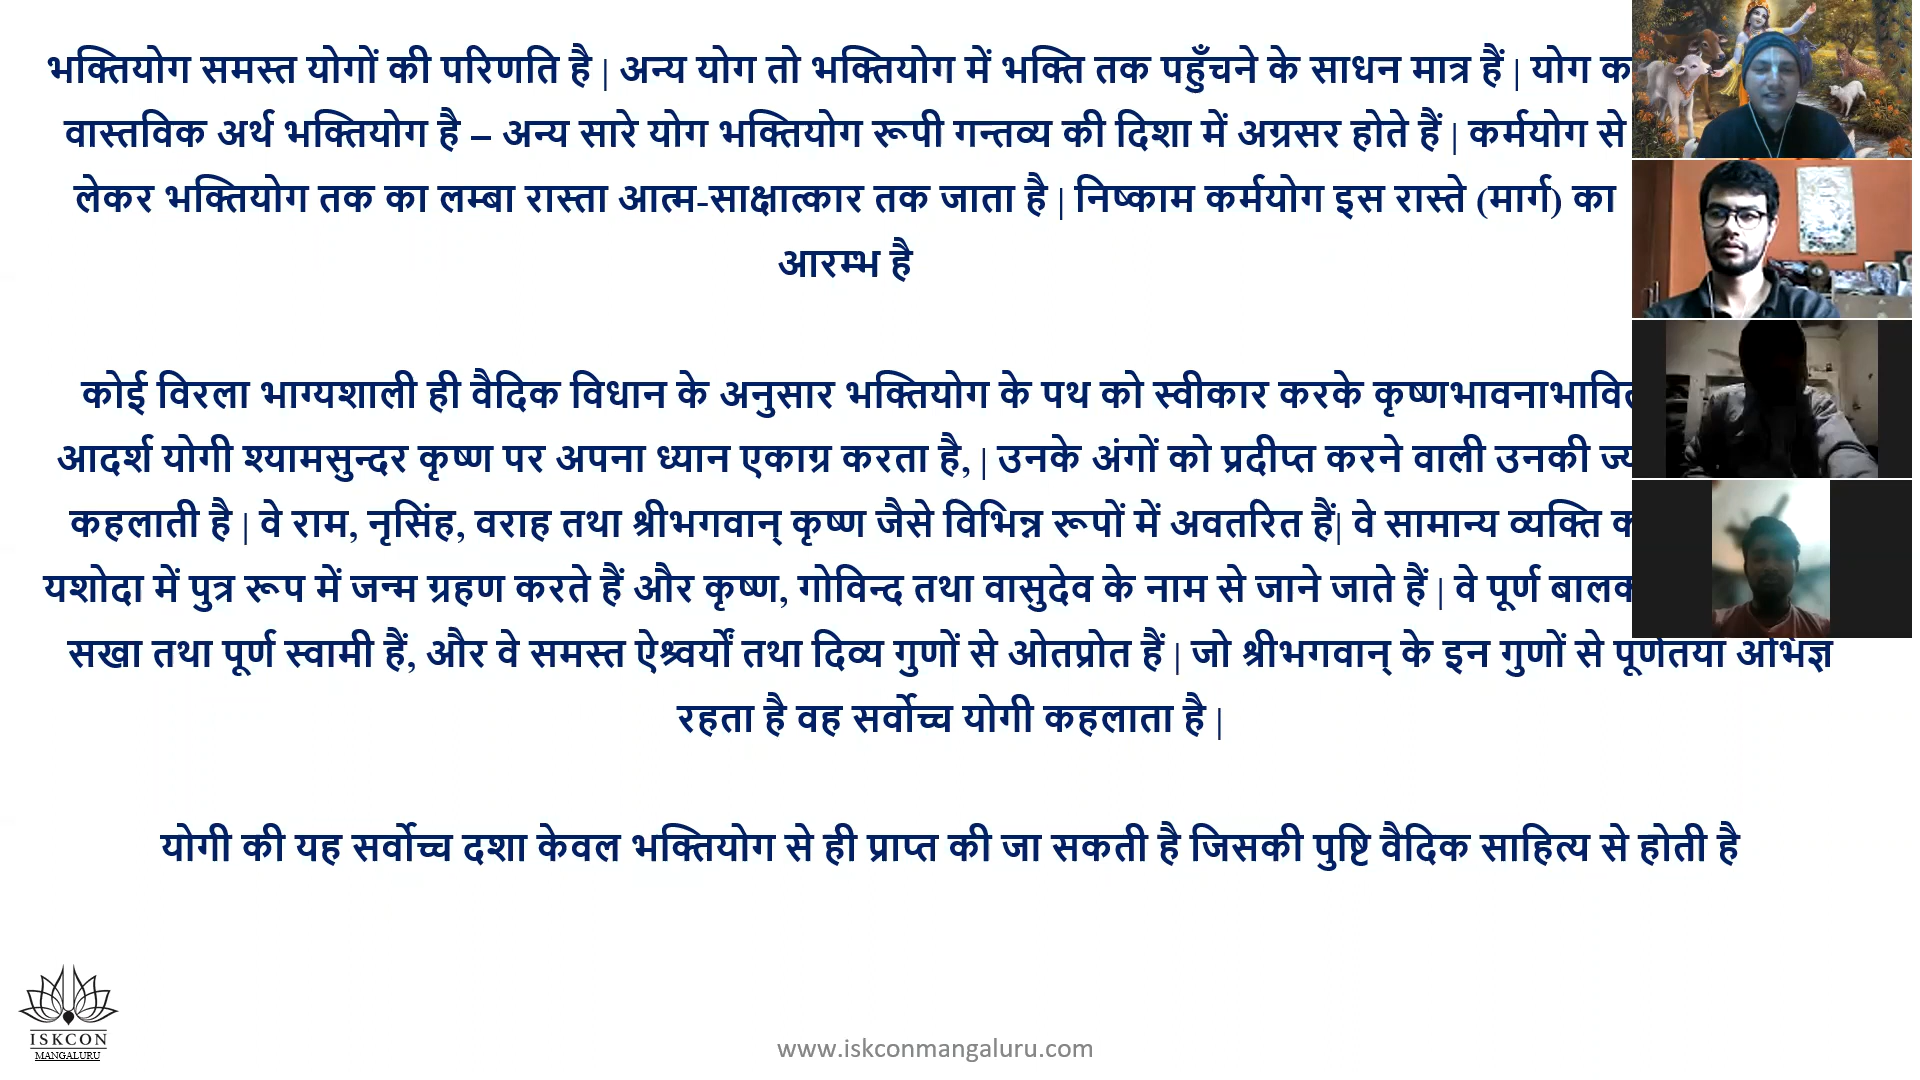 भक्तियोग समस्त योगों की परिणति है | अन्य योग तो भक्तियोग में भक्ति तक पहुँचने के साधन मात्र हैं | योग
वास्तविक अर्थ भक्तियोग है – अन्य सारे योग भक्तियोग रूपी गन्तव्य की दिशा में अग्रसर होते हैं | कर्मयोग से
लेकर भक्तियोग तक का लम्बा रास्ता आत्म-साक्षात्कार तक जाता है | निष्काम कर्मयोग इस रास्ते (मार्ग) का
आरम्भ है
कोई विरला भाग्यशाली ही वैदिक विधान के अनुसार भक्तियोग के पथ को स्वीकार करके
आदर्श योगी श्यामसुन्दर कृष्ण पर अपना ध्यान एकाग्र करता है, | उनके अंगों को प्रदीप्त करने वाली उनकी
कहलाती है | वे राम, नृसिंह, वराह तथा श्रीभगवान् कृष्ण जैसे विभिन्न रूपों में अवतरित हैं| वे सामान्य व्यक्ति
यशोदा में पुत्र रूप में जन्म ग्रहण करते हैं और कृष्ण, गोविन्द तथा वासुदेव के नाम से जाने जाते हैं | वे पूर्ण
सखा तथा पूर्ण स्वामी हैं, और वे समस्त ऐश्र्वर्यों तथा दिव्य गुणों से ओतप्रोत हैं | जो श्रीभगवान् के इन गुणों से पूर्णतया अभिज्ञ
रहता है वह सर्वोच्च योगी कहलाता है |
योगी की यह सर्वोच्च दशा केवल भक्तियोग से ही प्राप्त की जा सकती है जिसकी पुष्टि वैदिक साहित्य से होती है
ISKCON
MANGALURU
www.iskconmangaluru.com